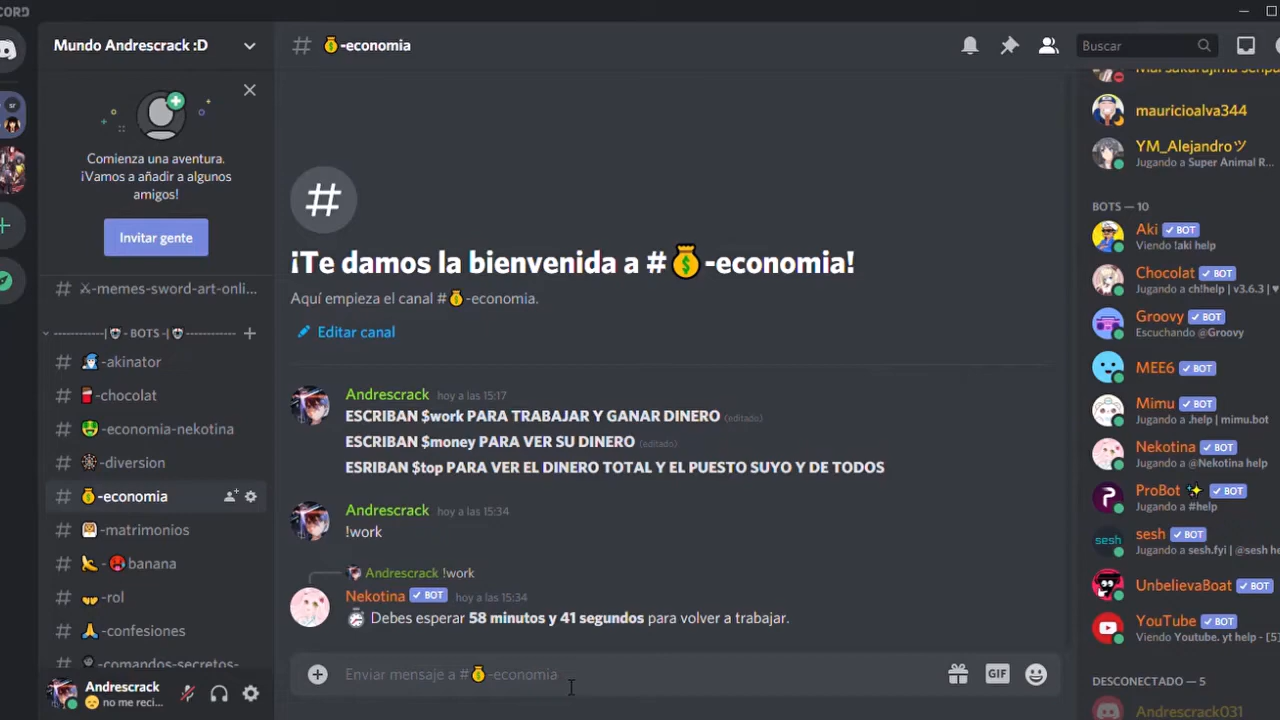 CORD
Mundo Andrescrack :D
Comienza una aventura.
¡Vamos a añadir a algunos
amigos!
Invitar gente
# ⚔-memes-sword-art-onli...
------------|🛡- BOTS -|🛡------------
# -akinator
# -chocolat
# 🤑-economia-nekotina
# 🎡-diversion
# 💰-economia
# -matrimonios
# 🍌-🥵banana
# 🤝-rol
# 🙏-confesiones
# -comandos-secretos-
Andrescrack
😞 no me reci...
# 💰-economia
Buscar
#
¡Te damos la bienvenida a #💰-economia!
Aquí empieza el canal #💰-economia.
Editar canal
Andrescrack hoy a las 15:17
ESCRIBAN $work PARA TRABAJAR Y GANAR DINERO (editado)
ESCRIBAN $money PARA VER SU DINERO (editado)
ESRIBAN $top PARA VER EL DINERO TOTAL Y EL PUESTO SUYO Y DE TODOS
Andrescrack hoy a las 15:34
!work
Andrescrack !work
Nekotina ✔ BOT hoy a las 15:34
⏱ Debes esperar 58 minutos y 41 segundos para volver a trabajar.
Enviar mensaje a #💰-economia
GIF
mauricioalva344
YM_Alejandroツ
Jugando a Super Animal R...
BOTS — 10
Aki ✔ BOT
Viendo !aki help
Chocolat ✔ BOT
Jugando a ch!help | v3.6.3 | ♥
Groovy ✔ BOT
Escuchando @Groovy
MEE6 ✔ BOT
Mimu ✔ BOT
Jugando a .help | mimu.bot
Nekotina ✔ BOT
Jugando a @Nekotina help
ProBot ✨ ✔ BOT
Jugando a #help
sesh
sesh ✔ BOT
Jugando a sesh.fyi | @sesh he
UnbelievaBoat ✔ BOT
YouTube ✔ BOT
Viendo Youtube. yt help - [5]
DESCONECTADO — 5
Andrescrack031